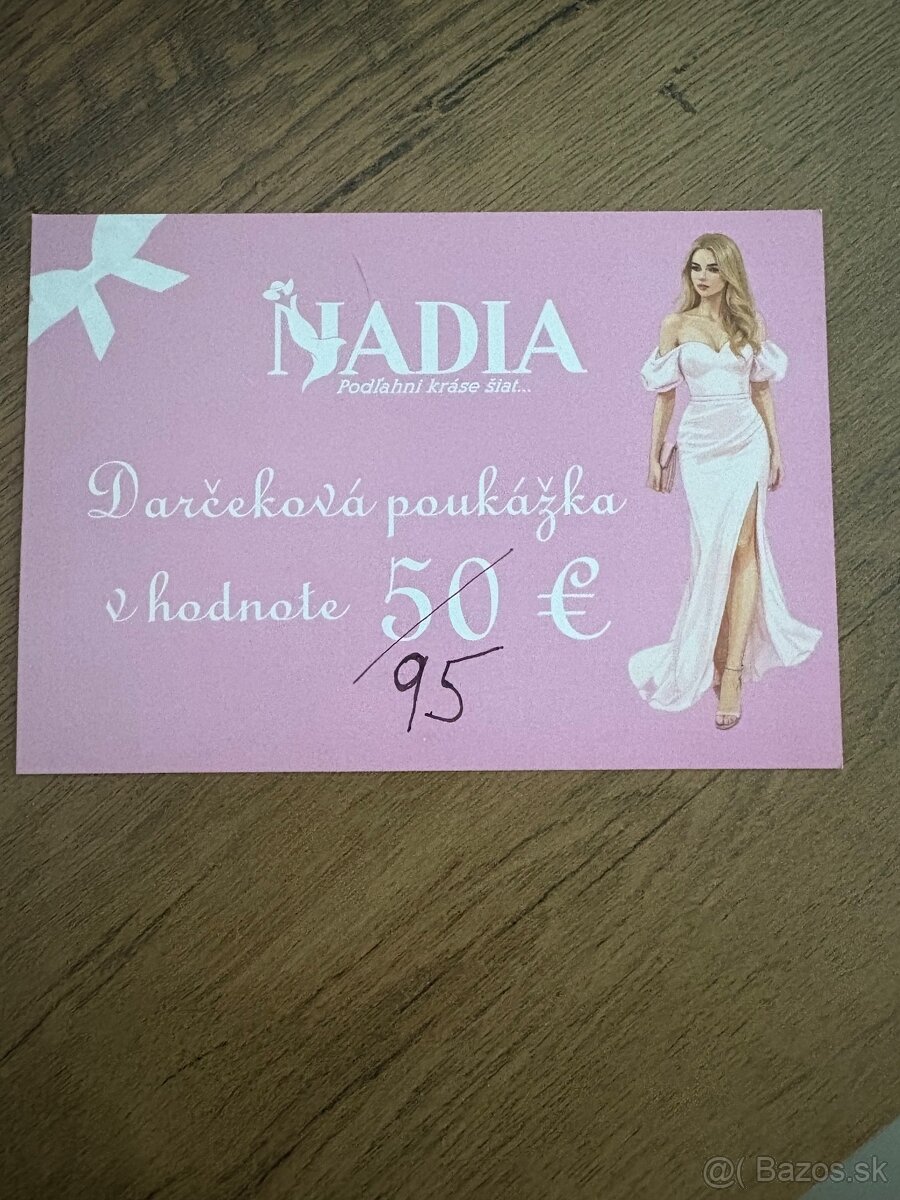 NADIA
Podľahni kráse šiat...
Darčeková poukážka
v hodnote 50 €
95
@( Bazos.sk